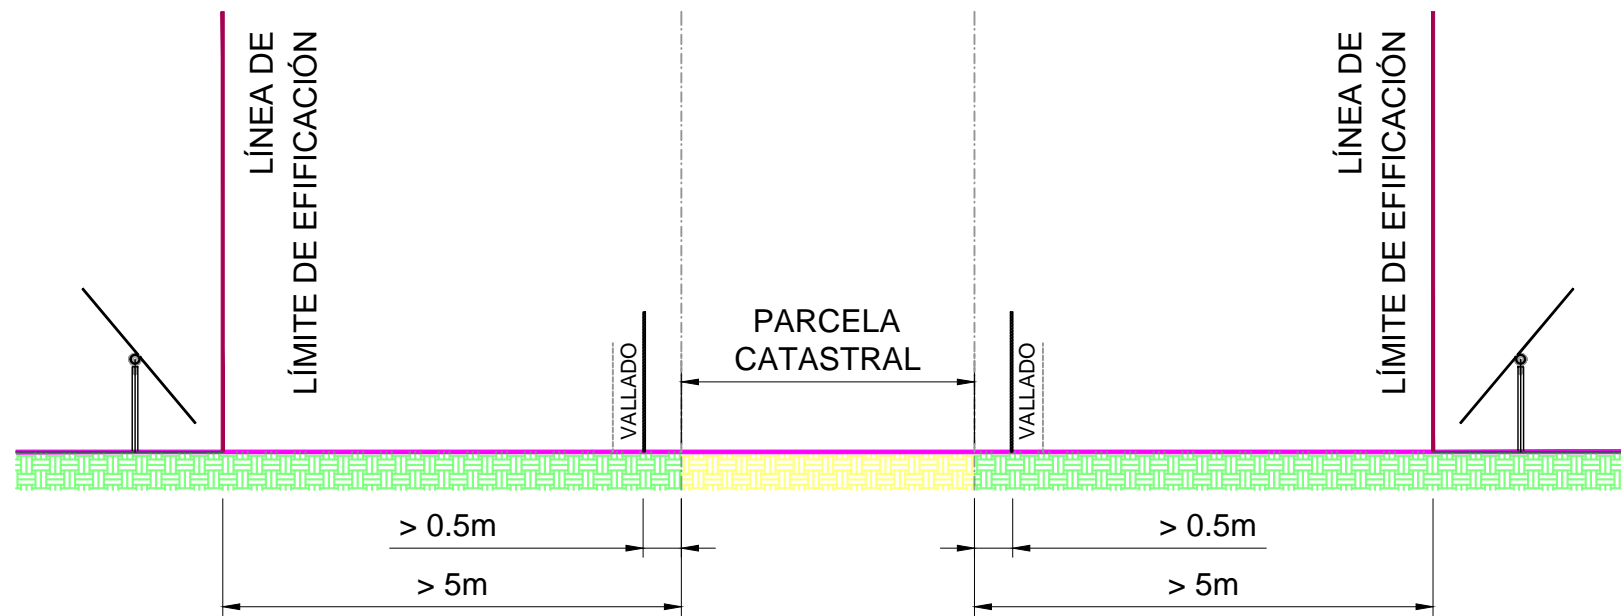 LÍNEA DE
LÍMITE DE EFIFICACIÓN
VALLADO
PARCELA
CATASTRAL
VALLADO
LÍNEA DE
LÍMITE DE EFIFICACIÓN
> 0.5m
> 0.5m
> 5m
> 5m